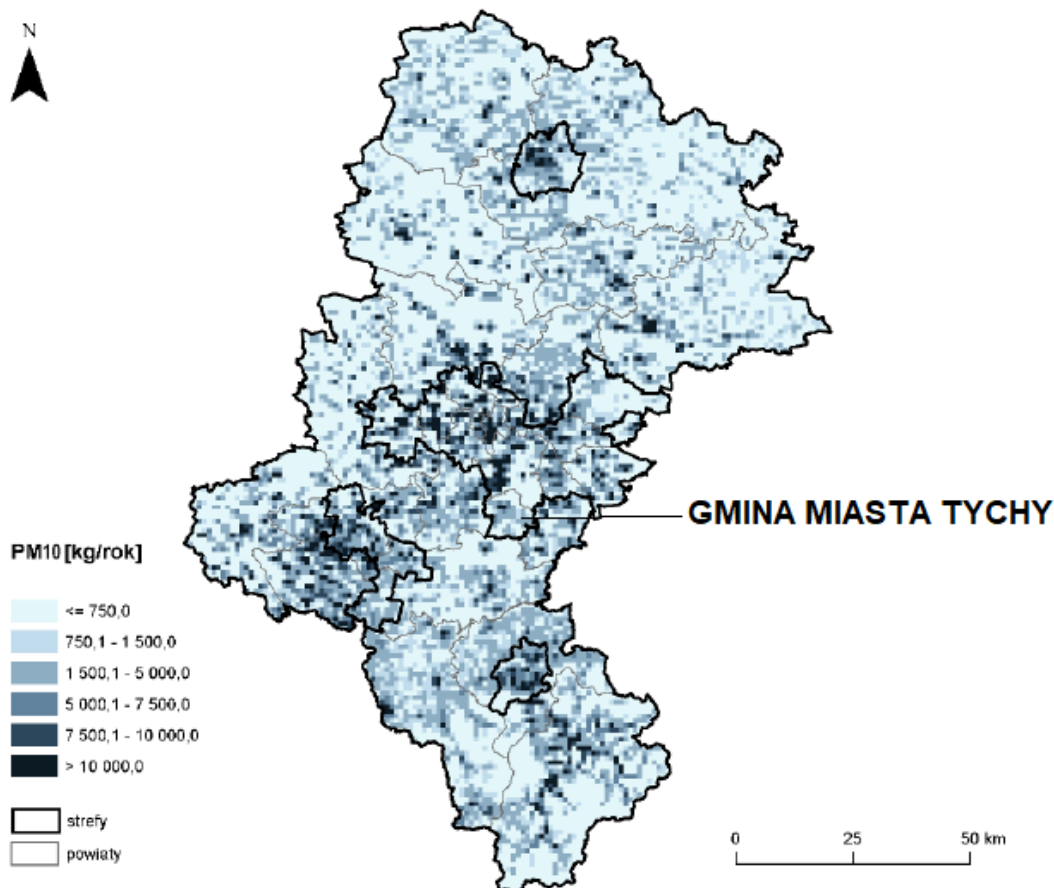 N
GMINA MIASTA TYCHY
PM10 [kg/rok]
<= 750,0
750,1 - 1 500,0
1 500,1 - 5 000,0
5 000,1 - 7 500,0
7 500,1 - 10 000,0
> 10 000,0
strefy
powiaty
0 25 50 km